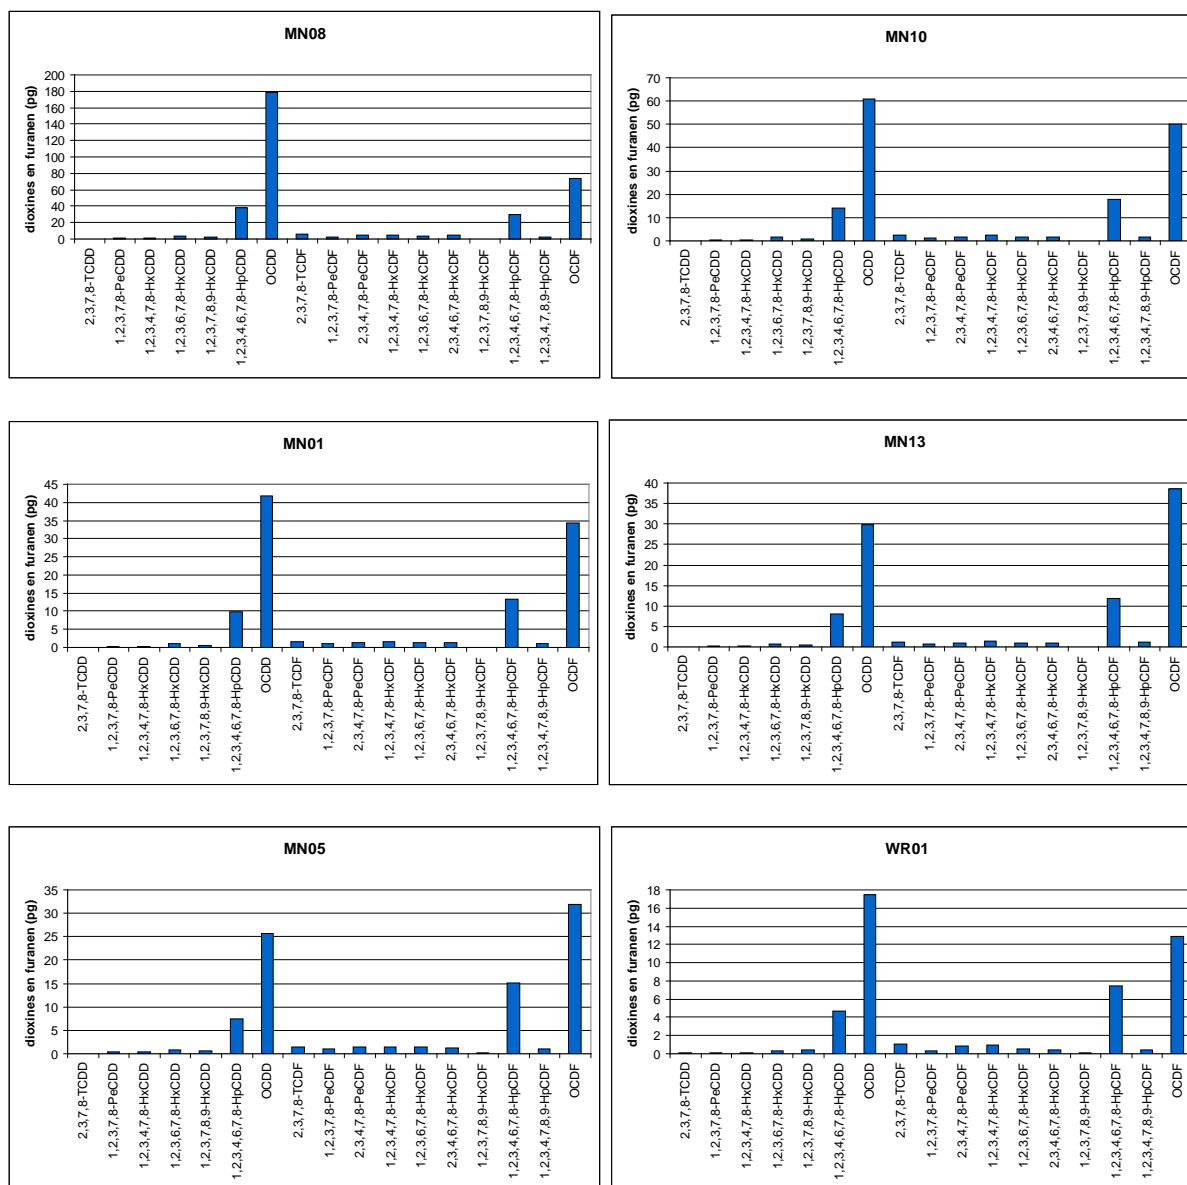 MN08
dioxines en furanen (pg)
200
180
160
140
120
100
80
60
40
20
0
2,3,7,8-TCDD
1,2,3,7,8-PeCDD
1,2,3,4,7,8-HxCDD
1,2,3,6,7,8-HxCDD
1,2,3,7,8,9-HxCDD
1,2,3,4,6,7,8-HpCDD
OCDD
2,3,7,8-TCDF
1,2,3,7,8-PeCDF
2,3,4,7,8-PeCDF
1,2,3,4,7,8-HxCDF
1,2,3,6,7,8-HxCDF
2,3,4,6,7,8-HxCDF
1,2,3,7,8,9-HxCDF
1,2,3,4,6,7,8-HpCDF
1,2,3,4,7,8,9-HpCDF
OCDF
MN10
dioxines en furanen (pg)
70
60
50
40
30
20
10
0
2,3,7,8-TCDD
1,2,3,7,8-PeCDD
1,2,3,4,7,8-HxCDD
1,2,3,6,7,8-HxCDD
1,2,3,7,8,9-HxCDD
1,2,3,4,6,7,8-HpCDD
OCDD
2,3,7,8-TCDF
1,2,3,7,8-PeCDF
2,3,4,7,8-PeCDF
1,2,3,4,7,8-HxCDF
1,2,3,6,7,8-HxCDF
2,3,4,6,7,8-HxCDF
1,2,3,7,8,9-HxCDF
1,2,3,4,6,7,8-HpCDF
1,2,3,4,7,8,9-HpCDF
OCDF
MN01
dioxines en furanen (pg)
45
40
35
30
25
20
15
10
5
0
2,3,7,8-TCDD
1,2,3,7,8-PeCDD
1,2,3,4,7,8-HxCDD
1,2,3,6,7,8-HxCDD
1,2,3,7,8,9-HxCDD
1,2,3,4,6,7,8-HpCDD
OCDD
2,3,7,8-TCDF
1,2,3,7,8-PeCDF
2,3,4,7,8-PeCDF
1,2,3,4,7,8-HxCDF
1,2,3,6,7,8-HxCDF
2,3,4,6,7,8-HxCDF
1,2,3,7,8,9-HxCDF
1,2,3,4,6,7,8-HpCDF
1,2,3,4,7,8,9-HpCDF
OCDF
MN13
dioxines en furanen (pg)
40
35
30
25
20
15
10
5
0
2,3,7,8-TCDD
1,2,3,7,8-PeCDD
1,2,3,4,7,8-HxCDD
1,2,3,6,7,8-HxCDD
1,2,3,7,8,9-HxCDD
1,2,3,4,6,7,8-HpCDD
OCDD
2,3,7,8-TCDF
1,2,3,7,8-PeCDF
2,3,4,7,8-PeCDF
1,2,3,4,7,8-HxCDF
1,2,3,6,7,8-HxCDF
2,3,4,6,7,8-HxCDF
1,2,3,7,8,9-HxCDF
1,2,3,4,6,7,8-HpCDF
1,2,3,4,7,8,9-HpCDF
OCDF
MN05
dioxines en furanen (pg)
35
30
25
20
15
10
5
0
2,3,7,8-TCDD
1,2,3,7,8-PeCDD
1,2,3,4,7,8-HxCDD
1,2,3,6,7,8-HxCDD
1,2,3,7,8,9-HxCDD
1,2,3,4,6,7,8-HpCDD
OCDD
2,3,7,8-TCDF
1,2,3,7,8-PeCDF
2,3,4,7,8-PeCDF
1,2,3,4,7,8-HxCDF
1,2,3,6,7,8-HxCDF
2,3,4,6,7,8-HxCDF
1,2,3,7,8,9-HxCDF
1,2,3,4,6,7,8-HpCDF
1,2,3,4,7,8,9-HpCDF
OCDF
WR01
dioxines en furanen (pg)
18
16
14
12
10
8
6
4
2
0
2,3,7,8-TCDD
1,2,3,7,8-PeCDD
1,2,3,4,7,8-HxCDD
1,2,3,6,7,8-HxCDD
1,2,3,7,8,9-HxCDD
1,2,3,4,6,7,8-HpCDD
OCDD
2,3,7,8-TCDF
1,2,3,7,8-PeCDF
2,3,4,7,8-PeCDF
1,2,3,4,7,8-HxCDF
1,2,3,6,7,8-HxCDF
2,3,4,6,7,8-HxCDF
1,2,3,7,8,9-HxCDF
1,2,3,4,6,7,8-HpCDF
1,2,3,4,7,8,9-HpCDF
OCDF